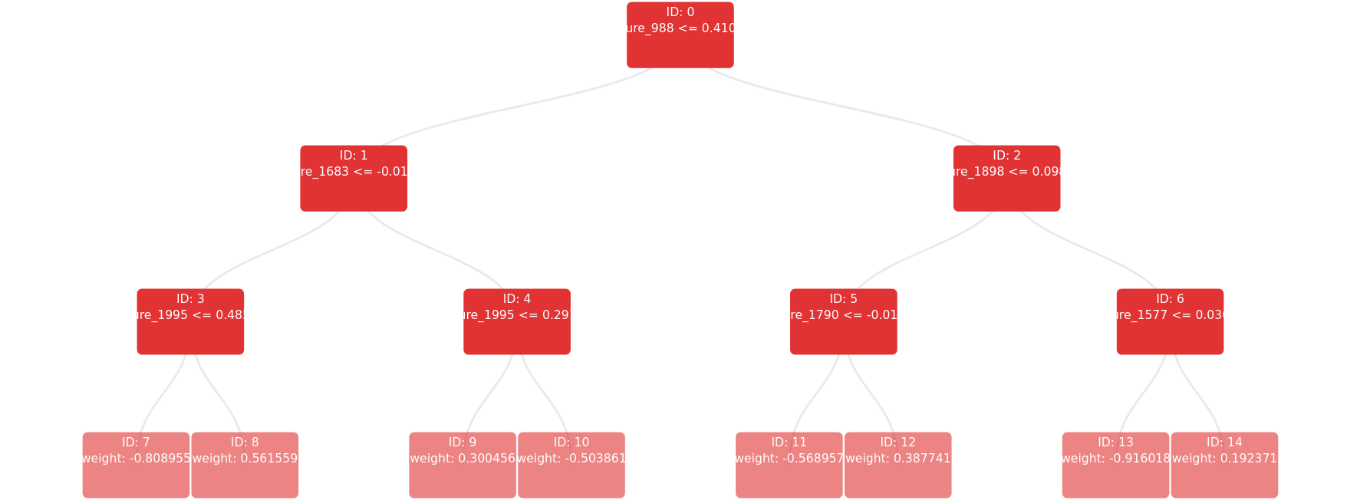 ID: 0
ure_988 <= 0.410
ID: 1
re_1683 <= -0.01
ID: 2
ure_1898 <= 0.098
ID: 3
ure_1995 <= 0.485
ID: 4
ure_1995 <= 0.29
ID: 5
re_1790 <= -0.01
ID: 6
ure_1577 <= 0.036
ID: 7
weight: -0.808955
ID: 8
weight: 0.561559
ID: 9
weight: 0.300456
ID: 10
weight: -0.503861
ID: 11
weight: -0.568957
ID: 12
weight: 0.387741
ID: 13
weight: -0.916018
ID: 14
weight: 0.192371